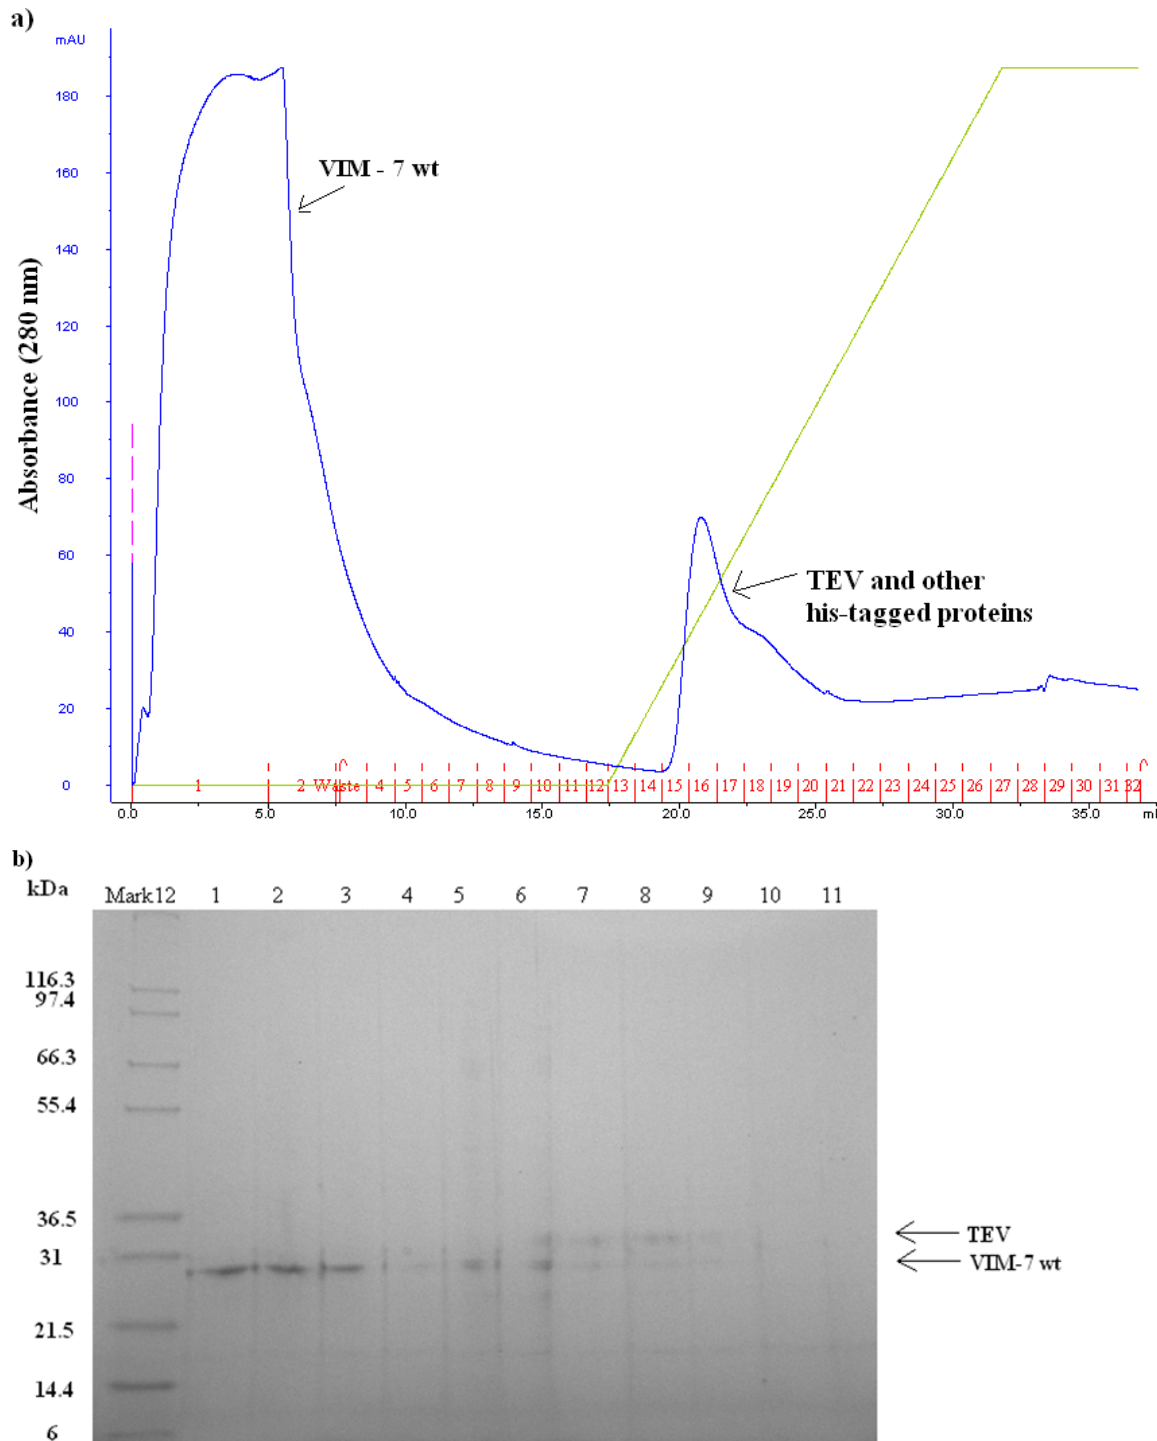 a)
mAU
180
160
140
120
100
80
60
40
20
0
Absorbance (280 nm)
VIM - 7 wt
TEV and other
his-tagged proteins
1 2 Waste 4 5 6 7 8 9 10 11 12 13 14 15 16 17 18 19 20 21 22 23 24 25 26 27 28 29 30 31 32
0.0 5.0 10.0 15.0 20.0 25.0 30.0 35.0
b)
kDa Mark12 1 2 3 4 5 6 7 8 9 10 11
116.3
97.4
66.3
55.4
36.5
31
21.5
14.4
6
TEV
VIM-7 wt